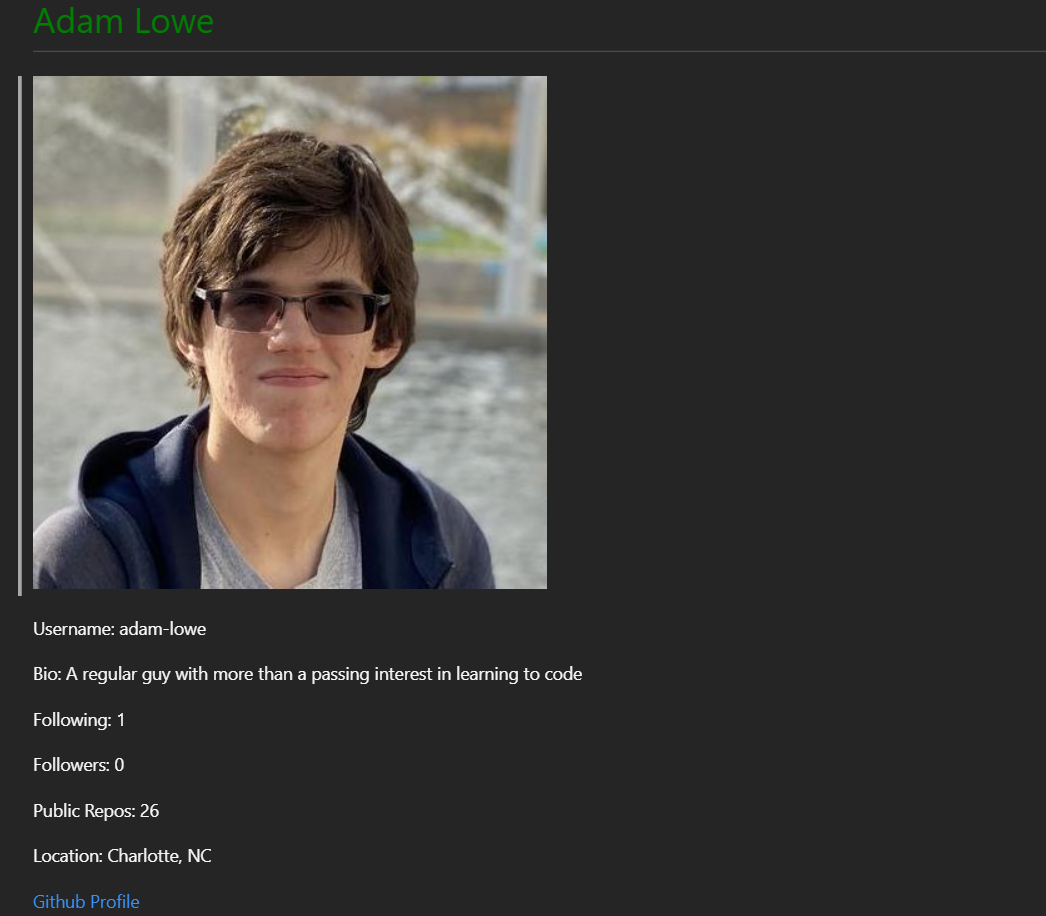 Adam Lowe
Username: adam-lowe
Bio: A regular guy with more than a passing interest in learning to code
Following: 1
Followers: 0
Public Repos: 26
Location: Charlotte, NC
Github Profile